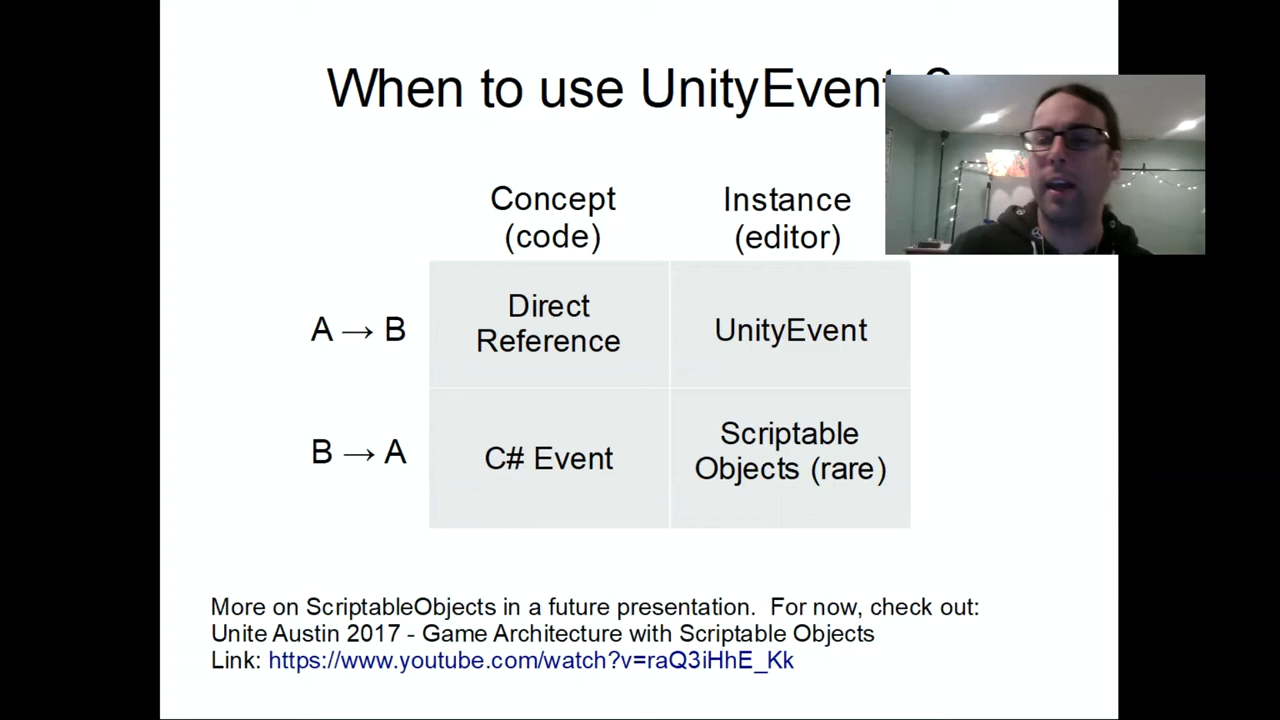 When to use UnityEvent
Concept
(code)
Instance
(editor)
A → B
Direct
Reference
UnityEvent
B → A
C# Event
Scriptable
Objects (rare)
More on ScriptableObjects in a future presentation.  For now, check out:
Unite Austin 2017 - Game Architecture with Scriptable Objects
Link: https://www.youtube.com/watch?v=raQ3iHhE_Kk